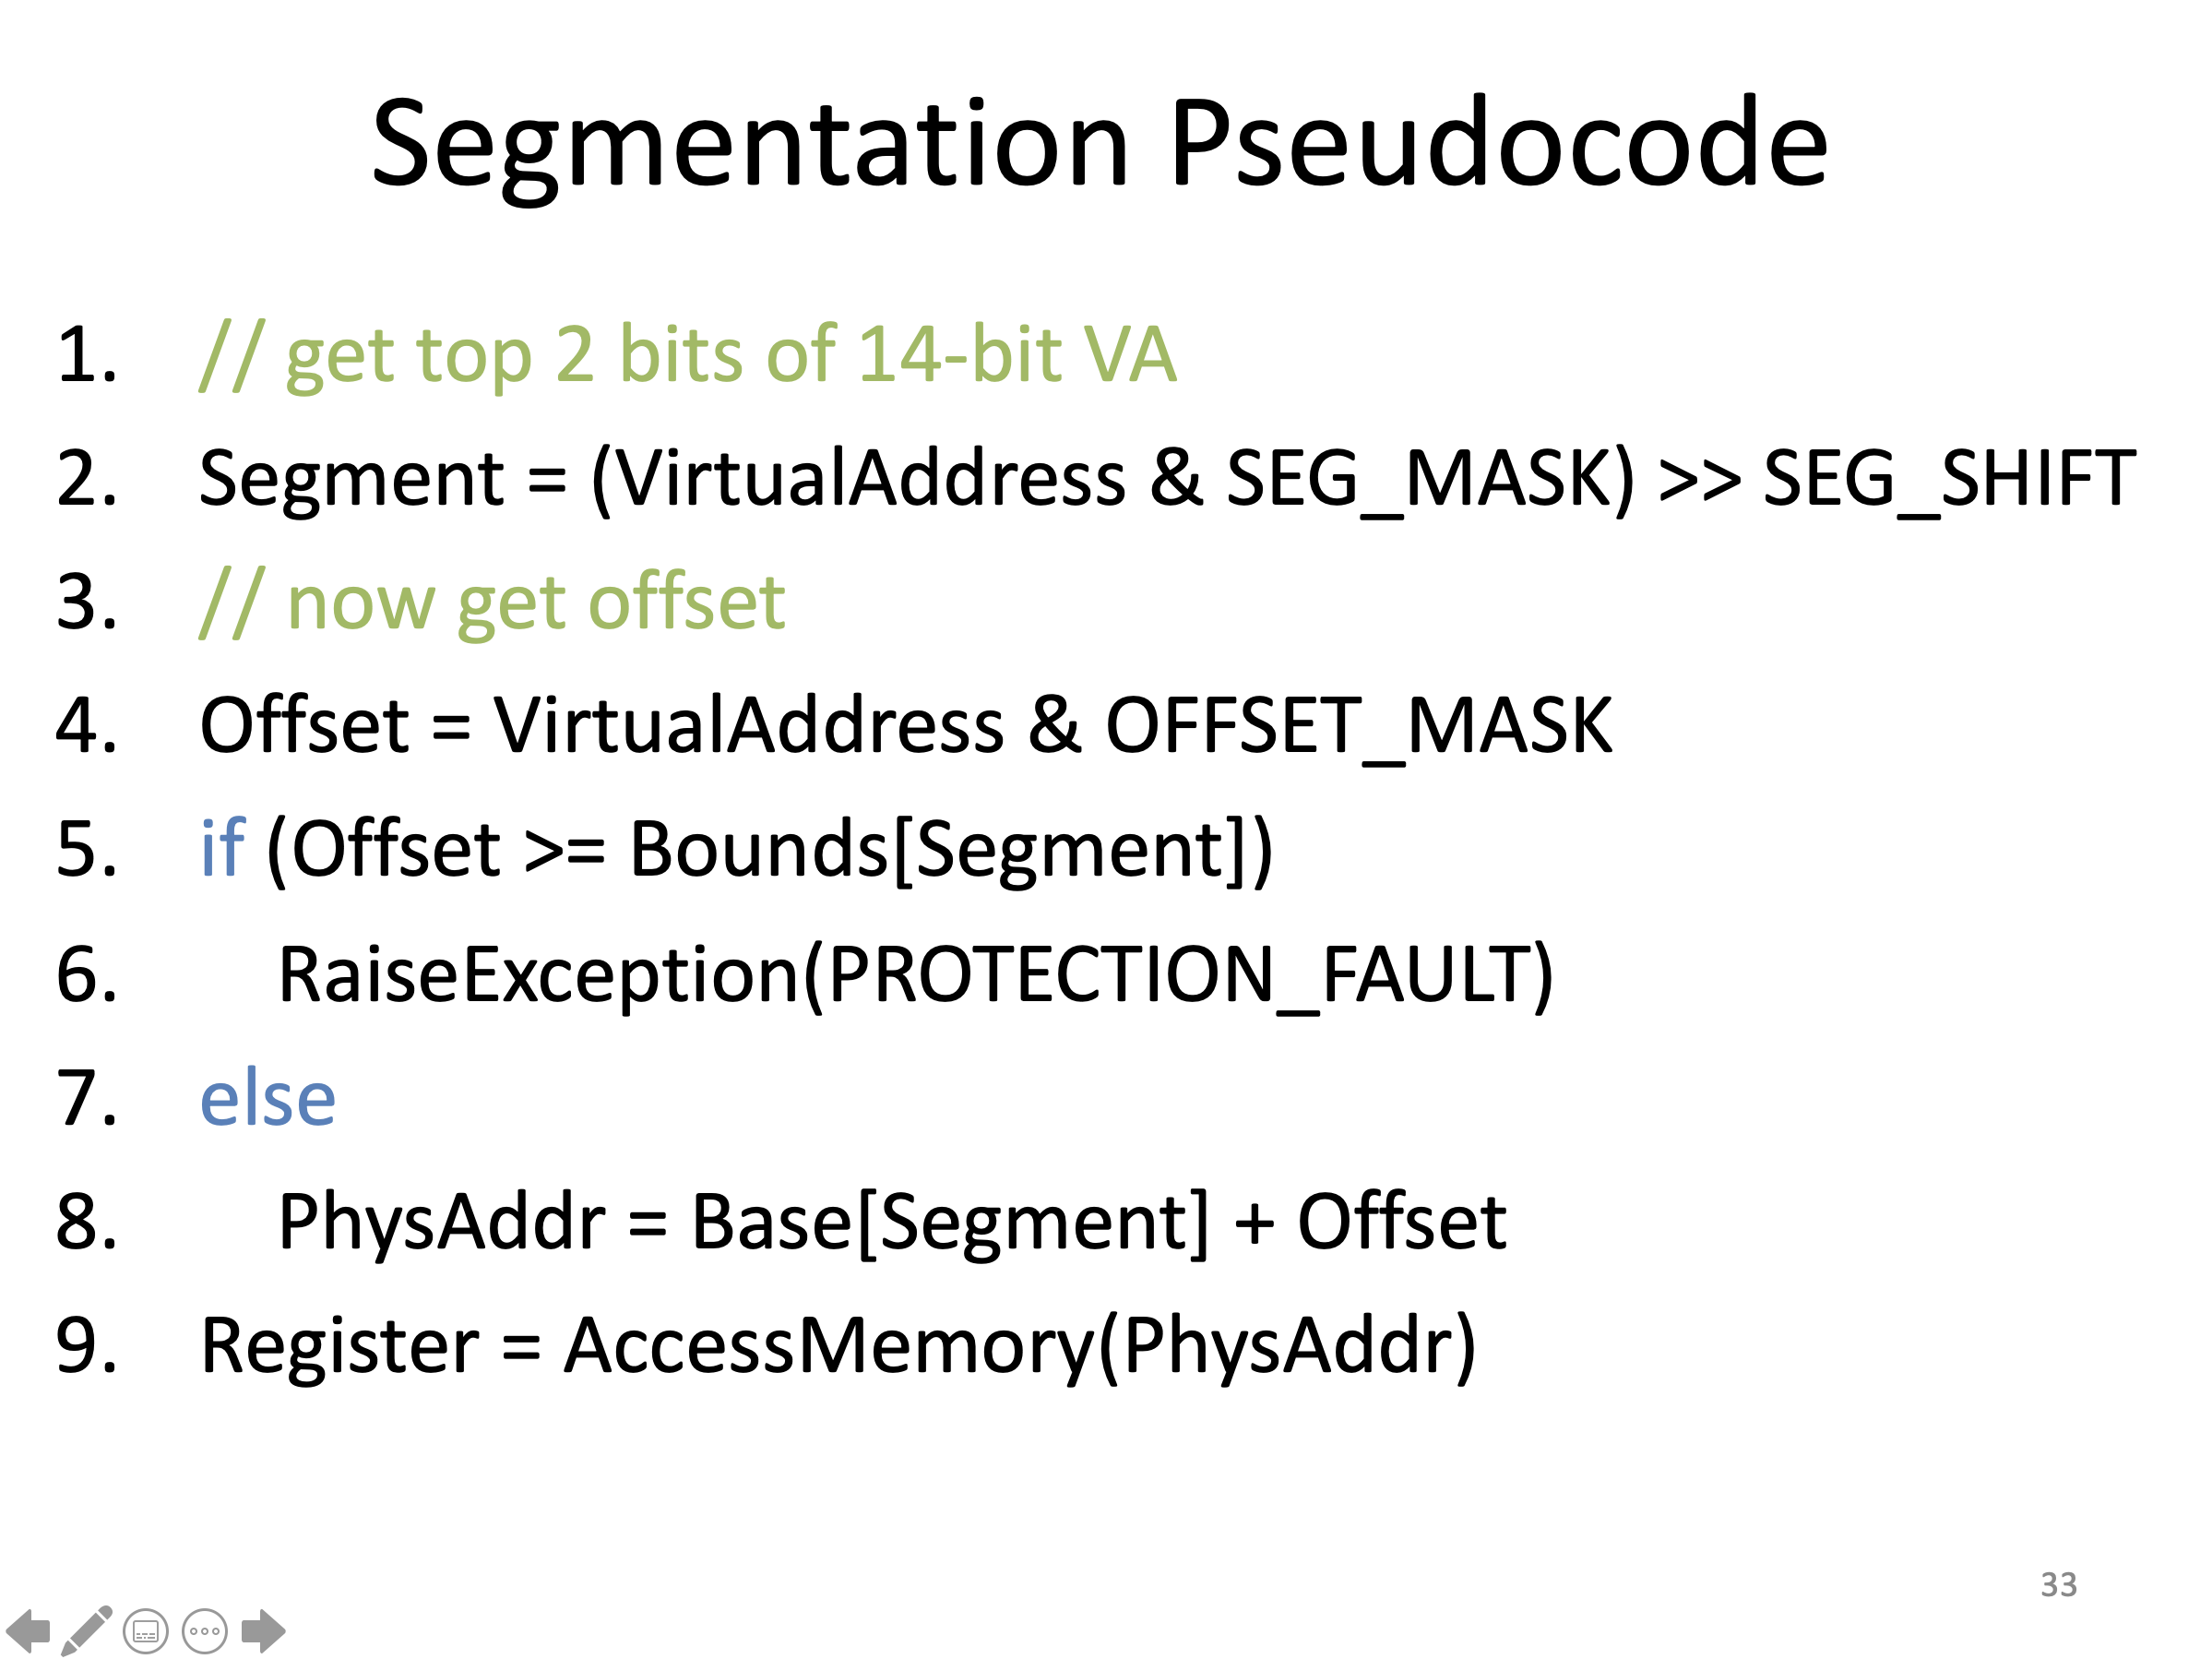 Segmentation Pseudocode
1. // get top 2 bits of 14-bit VA
2. Segment =(VirtualAddress & SEG_MASK) >> SEG_SHIFT
3. // now get offset
4. Offset = VirtualAddress & OFFSET_MASK
5. if (Offset >= Bounds[Segment])
6. RaiseException(PROTECTION_FAULT)
7. else
8. PhysAddr = Base[Segment] + Offset
9. Register = AccessMemory(PhysAddr)
33